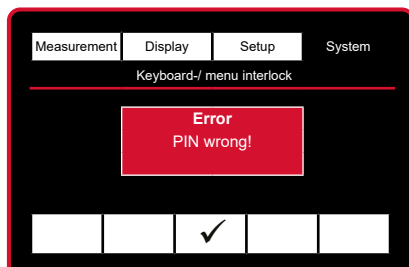 Measurement Display Setup System
Keyboard-/ menu interlock
Error
PIN wrong!